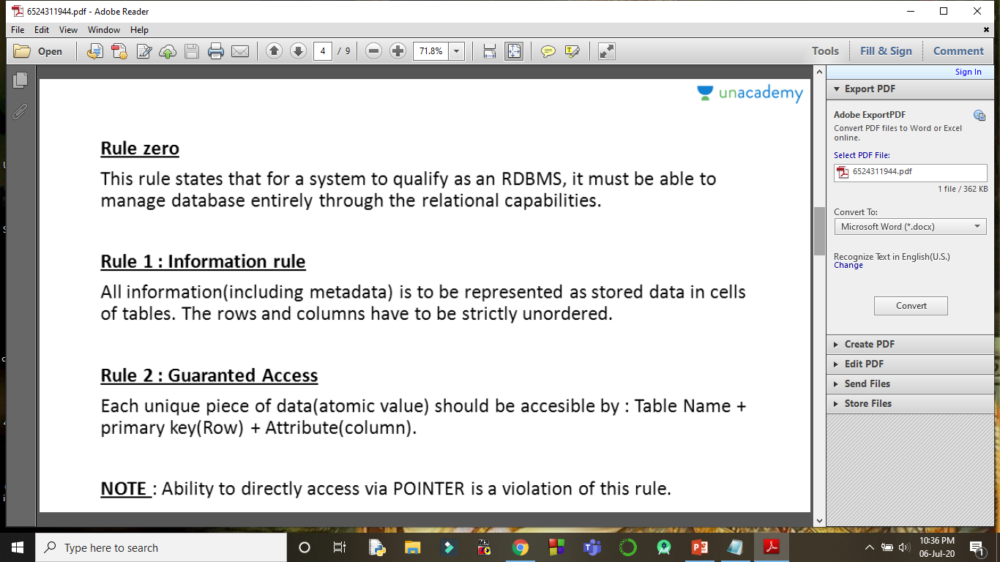 6524311944.pdf - Adobe Reader
File Edit View Window Help
Open 4 / 9 71.8% Tools Fill & Sign Comment
Sign In
unacademy
Rule zero
This rule states that for a system to qualify as an RDBMS, it must be able to
manage database entirely through the relational capabilities.
Rule 1 : Information rule
All information(including metadata) is to be represented as stored data in cells
of tables. The rows and columns have to be strictly unordered.
Rule 2 : Guaranted Access
Each unique piece of data(atomic value) should be accesible by : Table Name +
primary key(Row) + Attribute(column).
NOTE : Ability to directly access via POINTER is a violation of this rule.
Export PDF
Adobe ExportPDF
Convert PDF files to Word or Excel
online.
Select PDF File:
6524311944.pdf
1 file / 362 KB
Convert To:
Microsoft Word (*.docx)
Recognize Text in English(U.S.)
Change
Convert
Create PDF
Edit PDF
Send Files
Store Files
Type here to search
10:36 PM
06-Jul-20
1